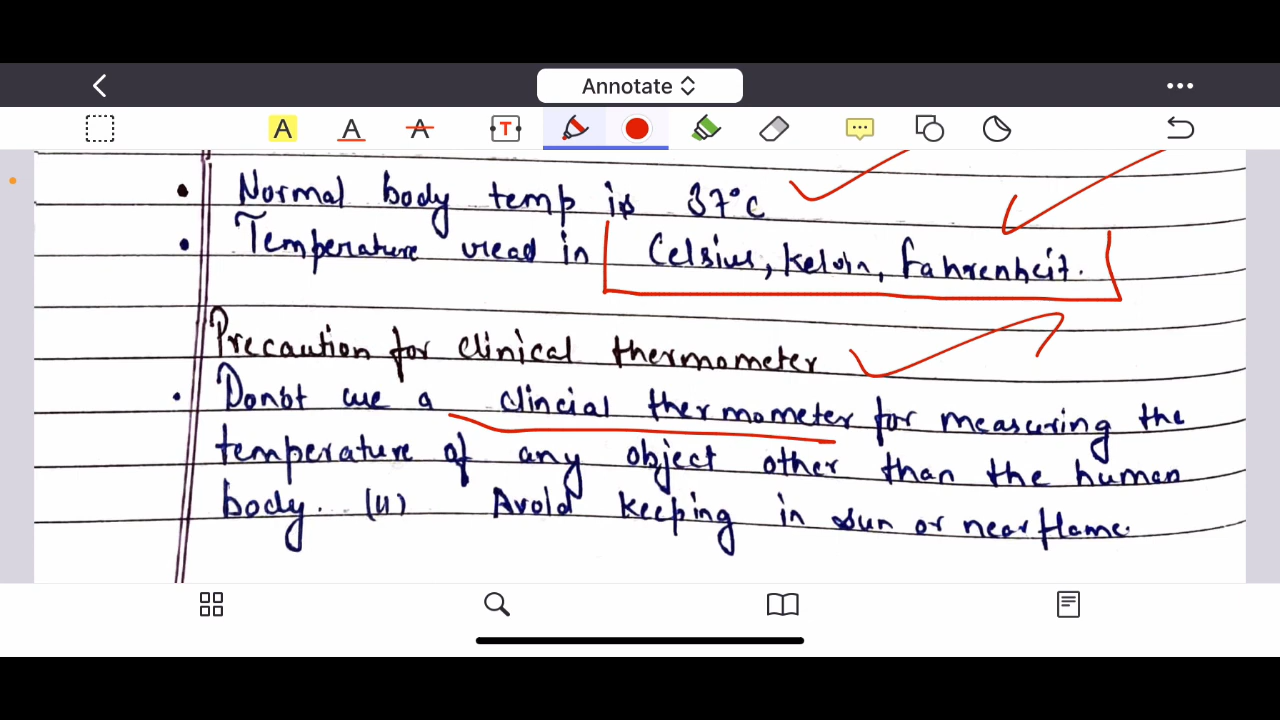 Annotate
A A A T
• Normal body temp is 37°C
• Temperature read in Celsius, Kelvin, Fahrenheit.
Precaution for clinical thermometer
• Donot use a clincial thermometer for measuring the
temperature of any object other than the human
body. (ii) Avoid keeping in sun or near flame.